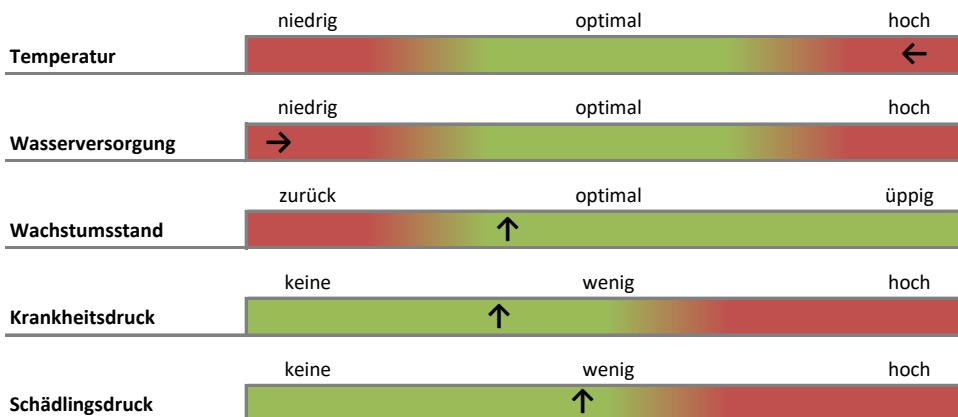 niedrig optimal hoch
Temperatur
niedrig optimal hoch
Wasserversorgung
zurück optimal üppig
Wachstumsstand
keine wenig hoch
Krankheitsdruck
keine wenig hoch
Schädlingsdruck